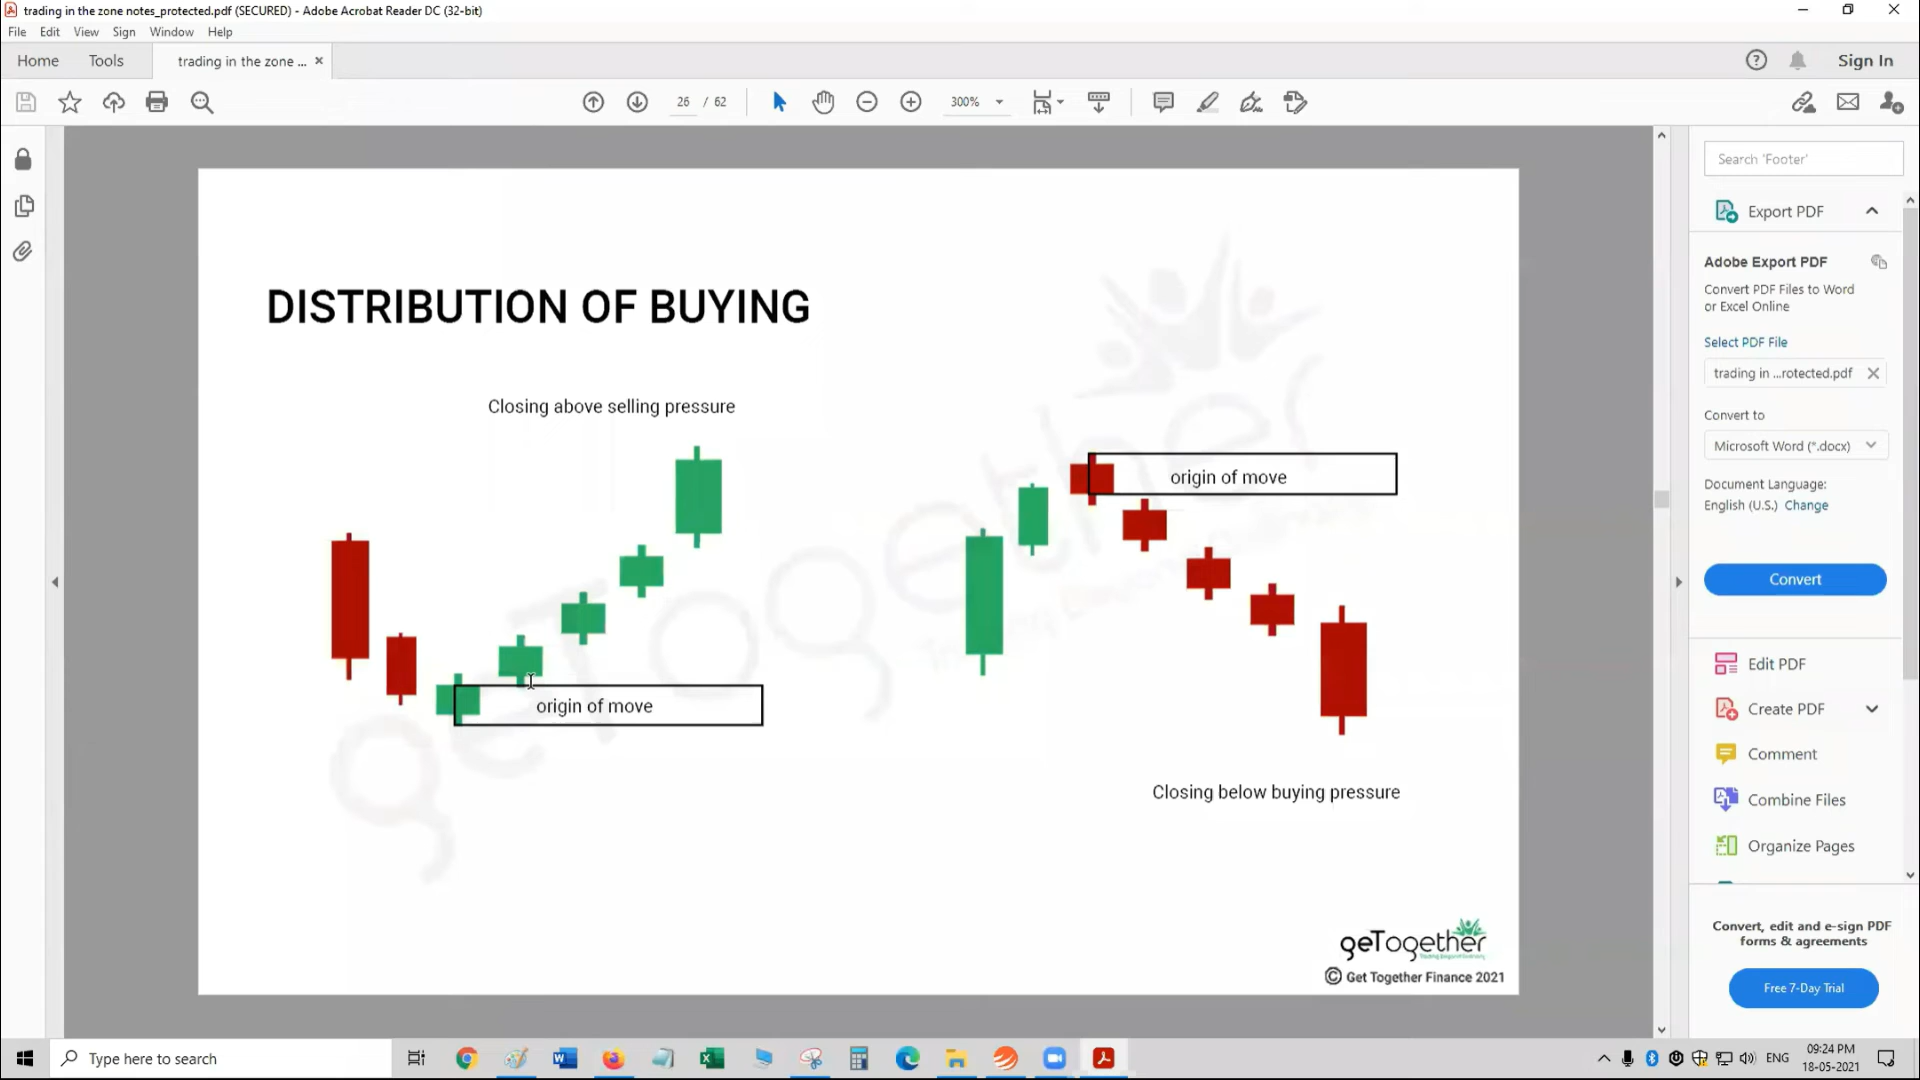 trading in the zone notes_protected.pdf (SECURED) - Adobe Acrobat Reader DC (32-bit)
File Edit View Sign Window Help
Home Tools trading in the zone ... × Sign In
26 / 62 300%
Search 'Footer'
Export PDF
Adobe Export PDF
Convert PDF Files to Word
or Excel Online
Select PDF File
trading in ...rotected.pdf
Convert to
Microsoft Word (*.docx)
Document Language:
English (U.S.) Change
Convert
Edit PDF
Create PDF
Comment
Combine Files
Organize Pages
Convert, edit and e-sign PDF
forms & agreements
Free 7-Day Trial
DISTRIBUTION OF BUYING
Closing above selling pressure
origin of move
origin of move
Closing below buying pressure
geTogether
geTogether
© Get Together Finance 2021
Type here to search
ENG
09:24 PM
18-05-2021